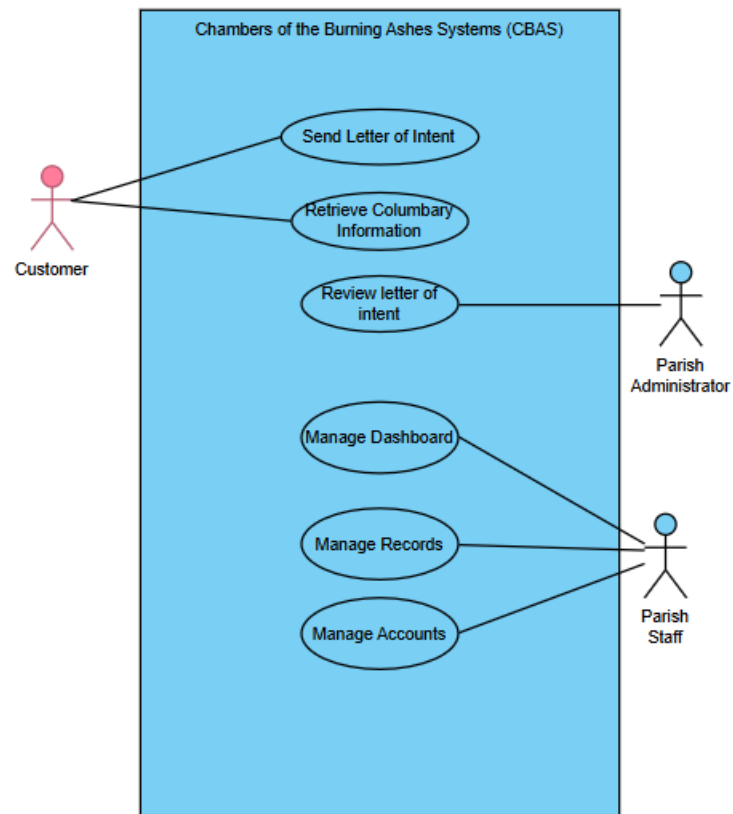 Chambers of the Burning Ashes Systems (CBAS)
Send Letter of Intent
Retrieve Columbary
Information
Customer
Review letter of
intent
Parish
Administrator
Manage Dashboard
Manage Records
Manage Accounts
Parish
Staff